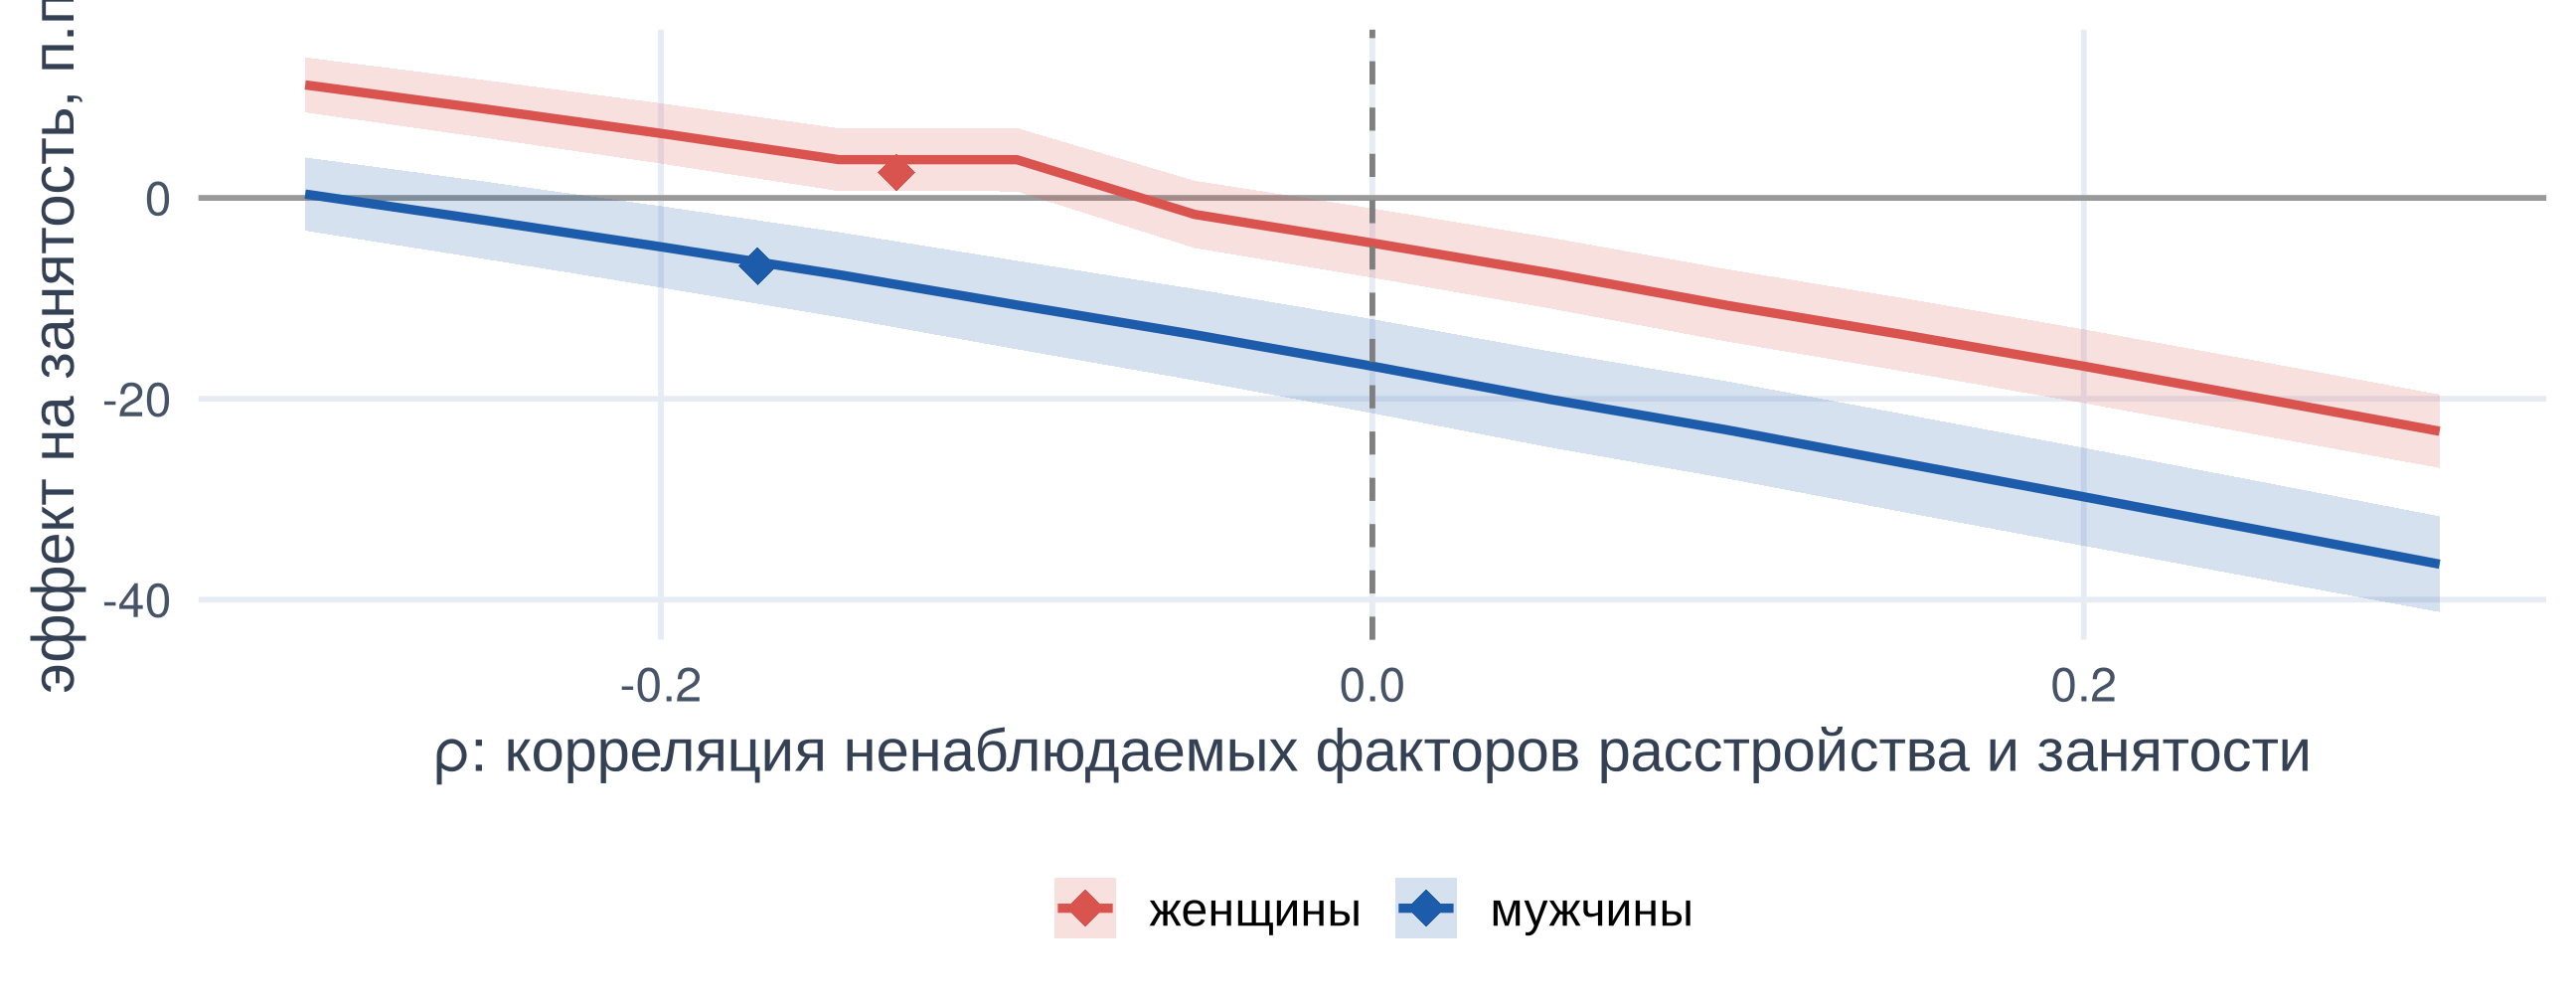 эффект на занятость, п.п
0
-20
-40
-0.2 0.0 0.2
ρ: корреляция ненаблюдаемых факторов расстройства и занятости
женщины мужчины